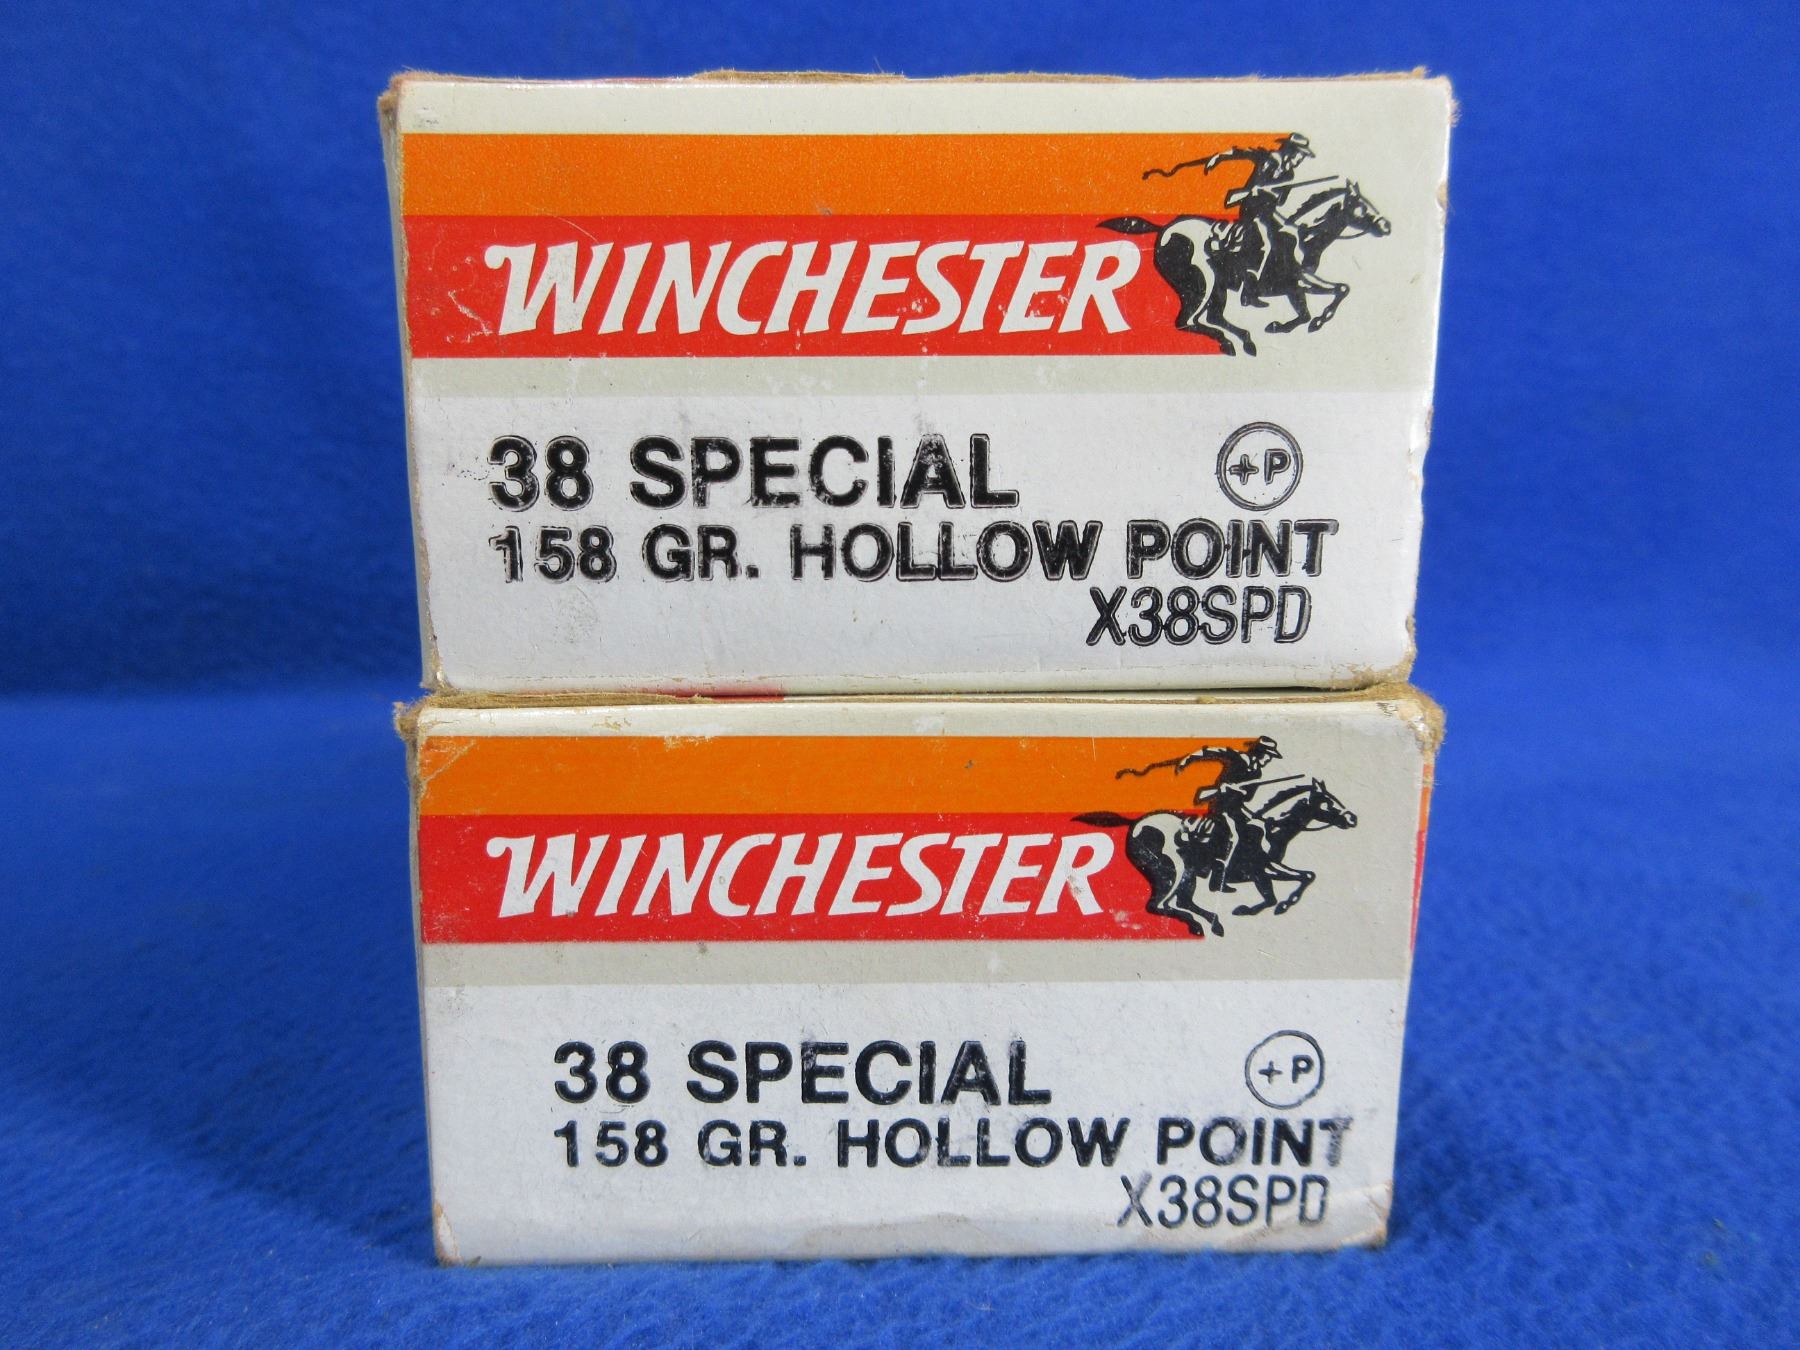 WINCHESTER
38 SPECIAL +P
158 GR. HOLLOW POINT
X38SPD
WINCHESTER
38 SPECIAL +P
158 GR. HOLLOW POINT
X38SPD